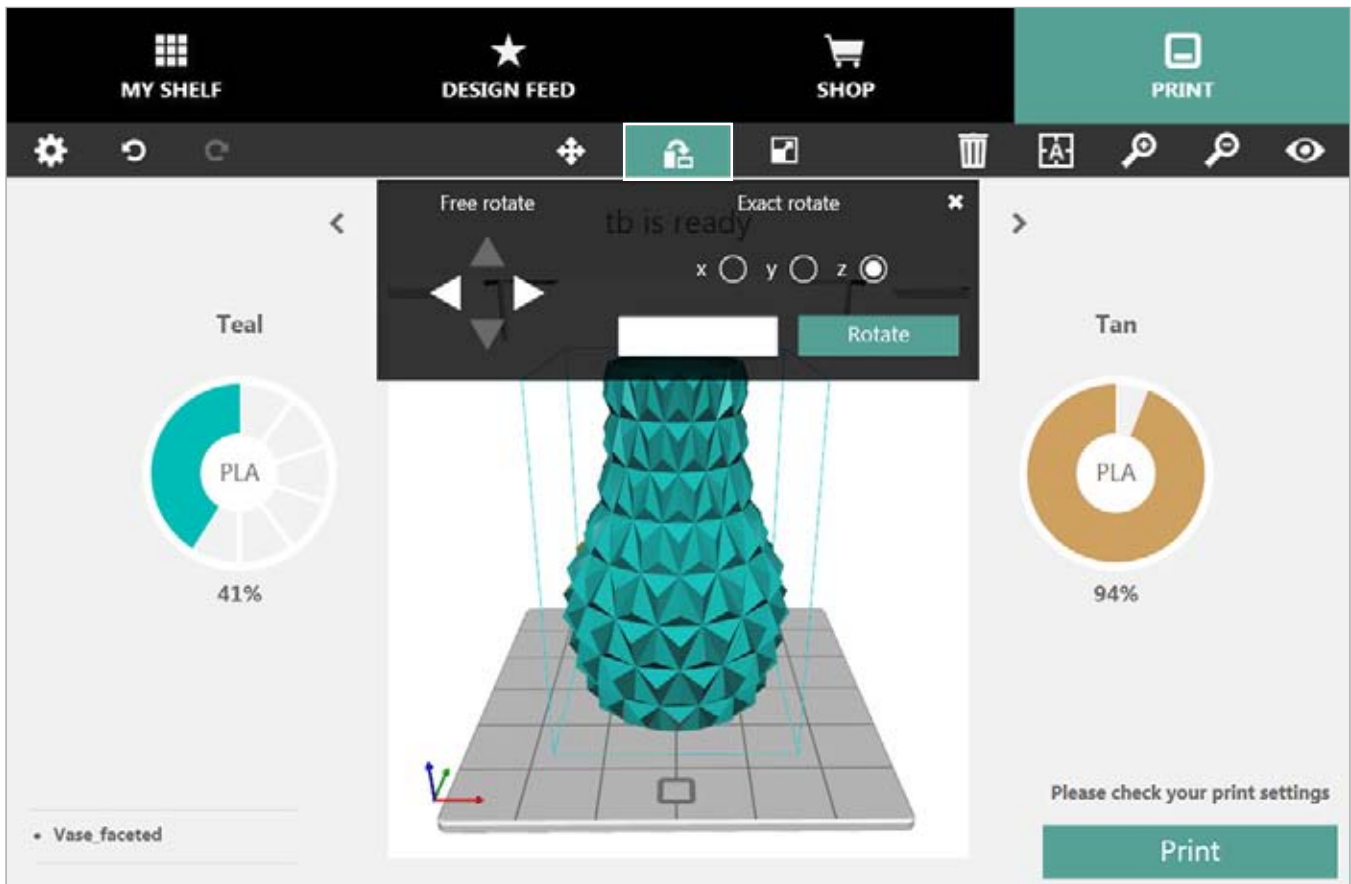 MY SHELF
DESIGN FEED
SHOP
PRINT
A
Free rotate
Exact rotate
tb is ready
x y z
Rotate
Teal
Tan
PLA
PLA
41%
94%
Please check your print settings
• Vase_faceted
Print